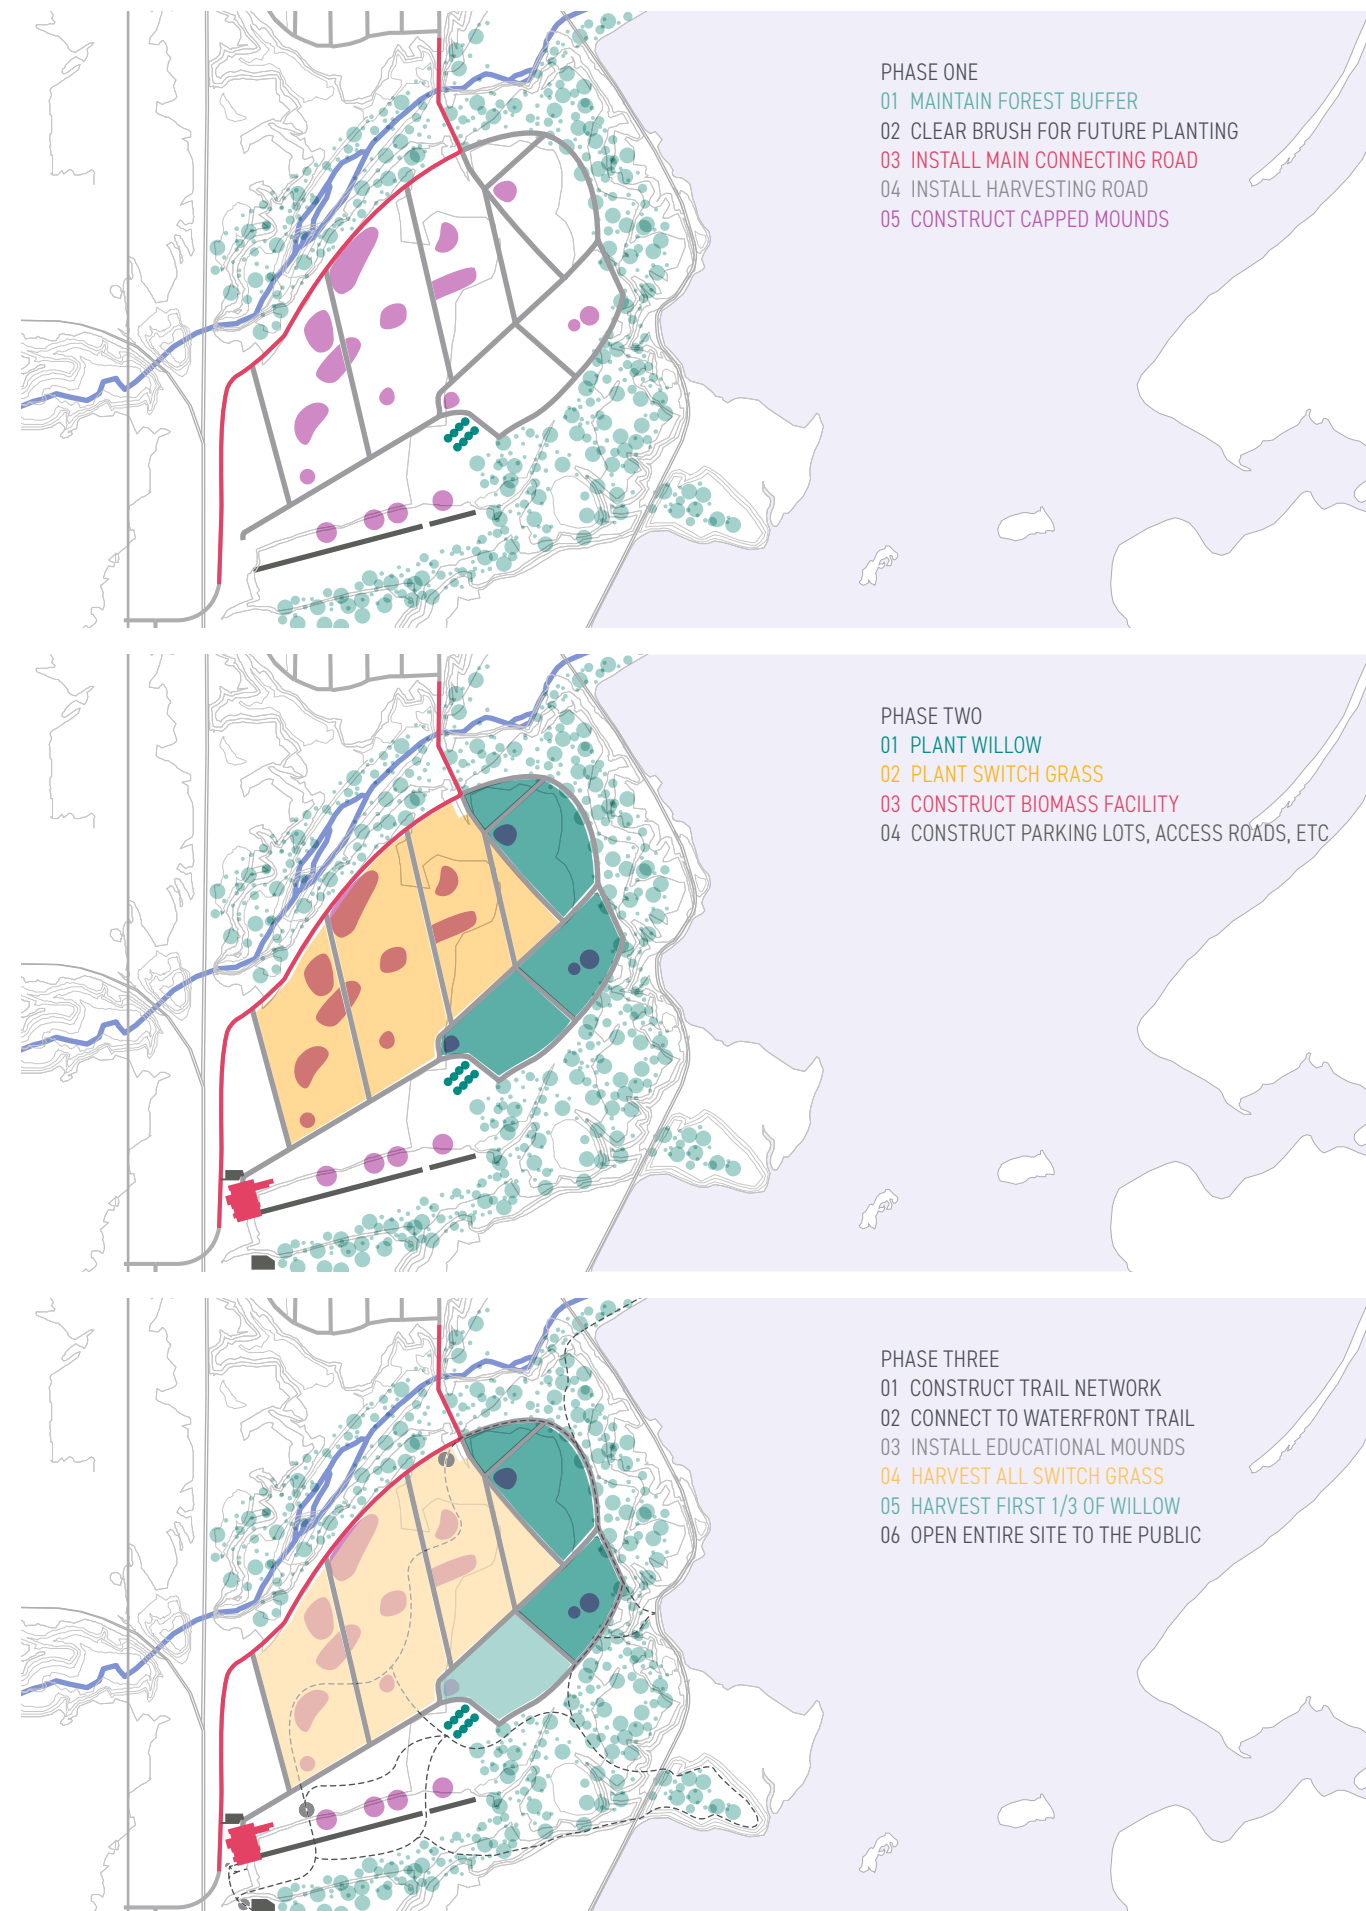 PHASE ONE
01 MAINTAIN FOREST BUFFER
02 CLEAR BRUSH FOR FUTURE PLANTING
03 INSTALL MAIN CONNECTING ROAD
04 INSTALL HARVESTING ROAD
05 CONSTRUCT CAPPED MOUNDS
PHASE TWO
01 PLANT WILLOW
02 PLANT SWITCH GRASS
03 CONSTRUCT BIOMASS FACILITY
04 CONSTRUCT PARKING LOTS, ACCESS ROADS, ETC
PHASE THREE
01 CONSTRUCT TRAIL NETWORK
02 CONNECT TO WATERFRONT TRAIL
03 INSTALL EDUCATIONAL MOUNDS
04 HARVEST ALL SWITCH GRASS
05 HARVEST FIRST 1/3 OF WILLOW
06 OPEN ENTIRE SITE TO THE PUBLIC